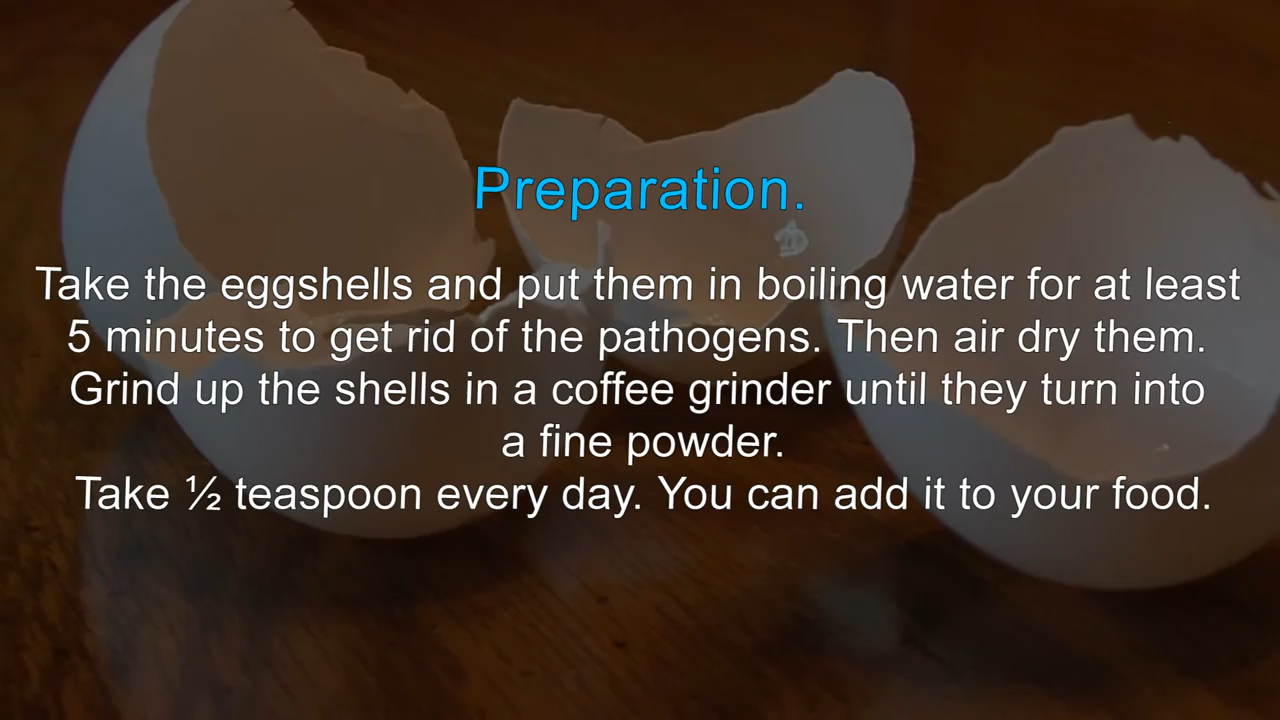 Preparation.
Take the eggshells and put them in boiling water for at least
5 minutes to get rid of the pathogens. Then air dry them.
Grind up the shells in a coffee grinder until they turn into
a fine powder.
Take ½ teaspoon every day. You can add it to your food.